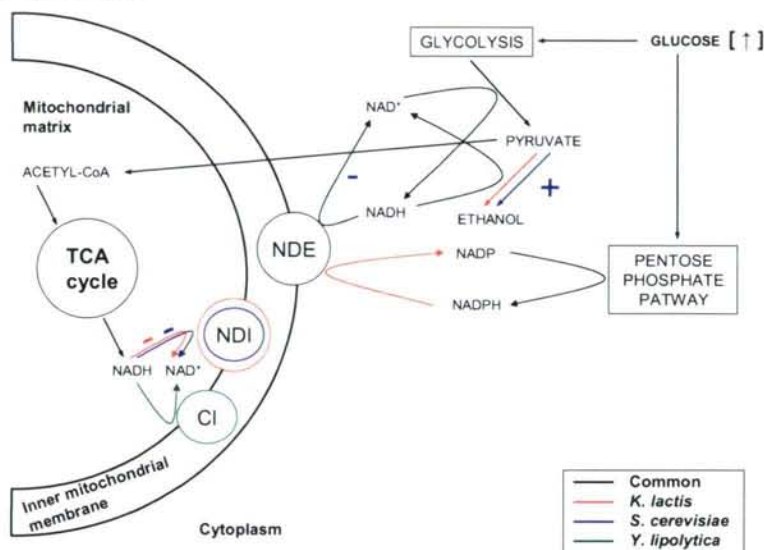 GLYCOLYSIS
GLUCOSE [ ↑ ]
Mitochondrial
matrix
NAD⁺
PYRUVATE
ACETYL-CoA
-
+
NADH
ETHANOL
TCA
cycle
NDE
NADP
PENTOSE
PHOSPHATE
PATWAY
NADPH
- -
NDI
NADH NAD⁺
CI
Inner mitochondrial
membrane
Cytoplasm
Common
K. lactis
S. cerevisiae
Y. lipolytica